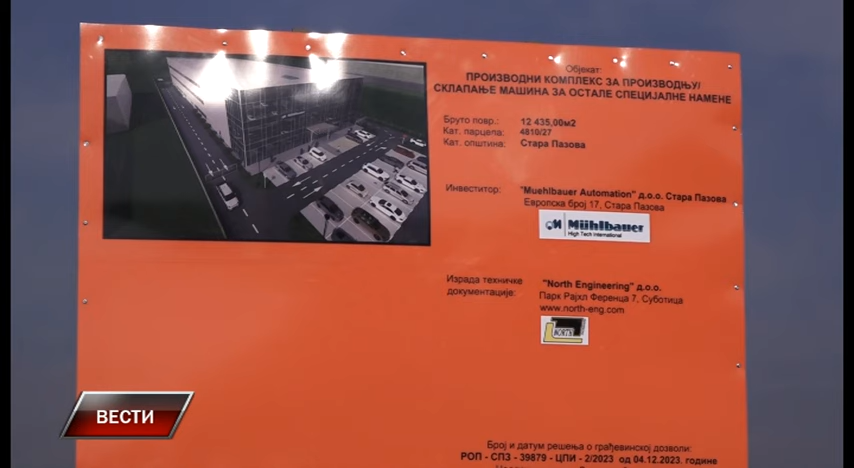 Објекат:
ПРОИЗВОДНИ КОМПЛЕКС ЗА ПРОИЗВОДЊУ/
СКЛАПАЊЕ МАШИНА ЗА ОСТАЛЕ СПЕЦИЈАЛНЕ НАМЕНЕ
Бруто повр.: 12 435,00м2
Кат. парцела: 4810/27
Кат. општина: Стара Пазова
Инвеститор: "Muehlbauer Automation" д.о.о. Стара Пазова
Европска број 17, Стара Пазова
Mühlbauer
High Tech International
Израда техничке "North Engineering" д.о.о.
документације: Парк Рајхл Ференца 7, Суботица
www.north-eng.com
NORTH
ВЕСТИ
Број и датум решења о грађевинској дозволи:
РОП - СПЗ - 39879 - ЦПИ - 2/2023 од 04.12.2023. године